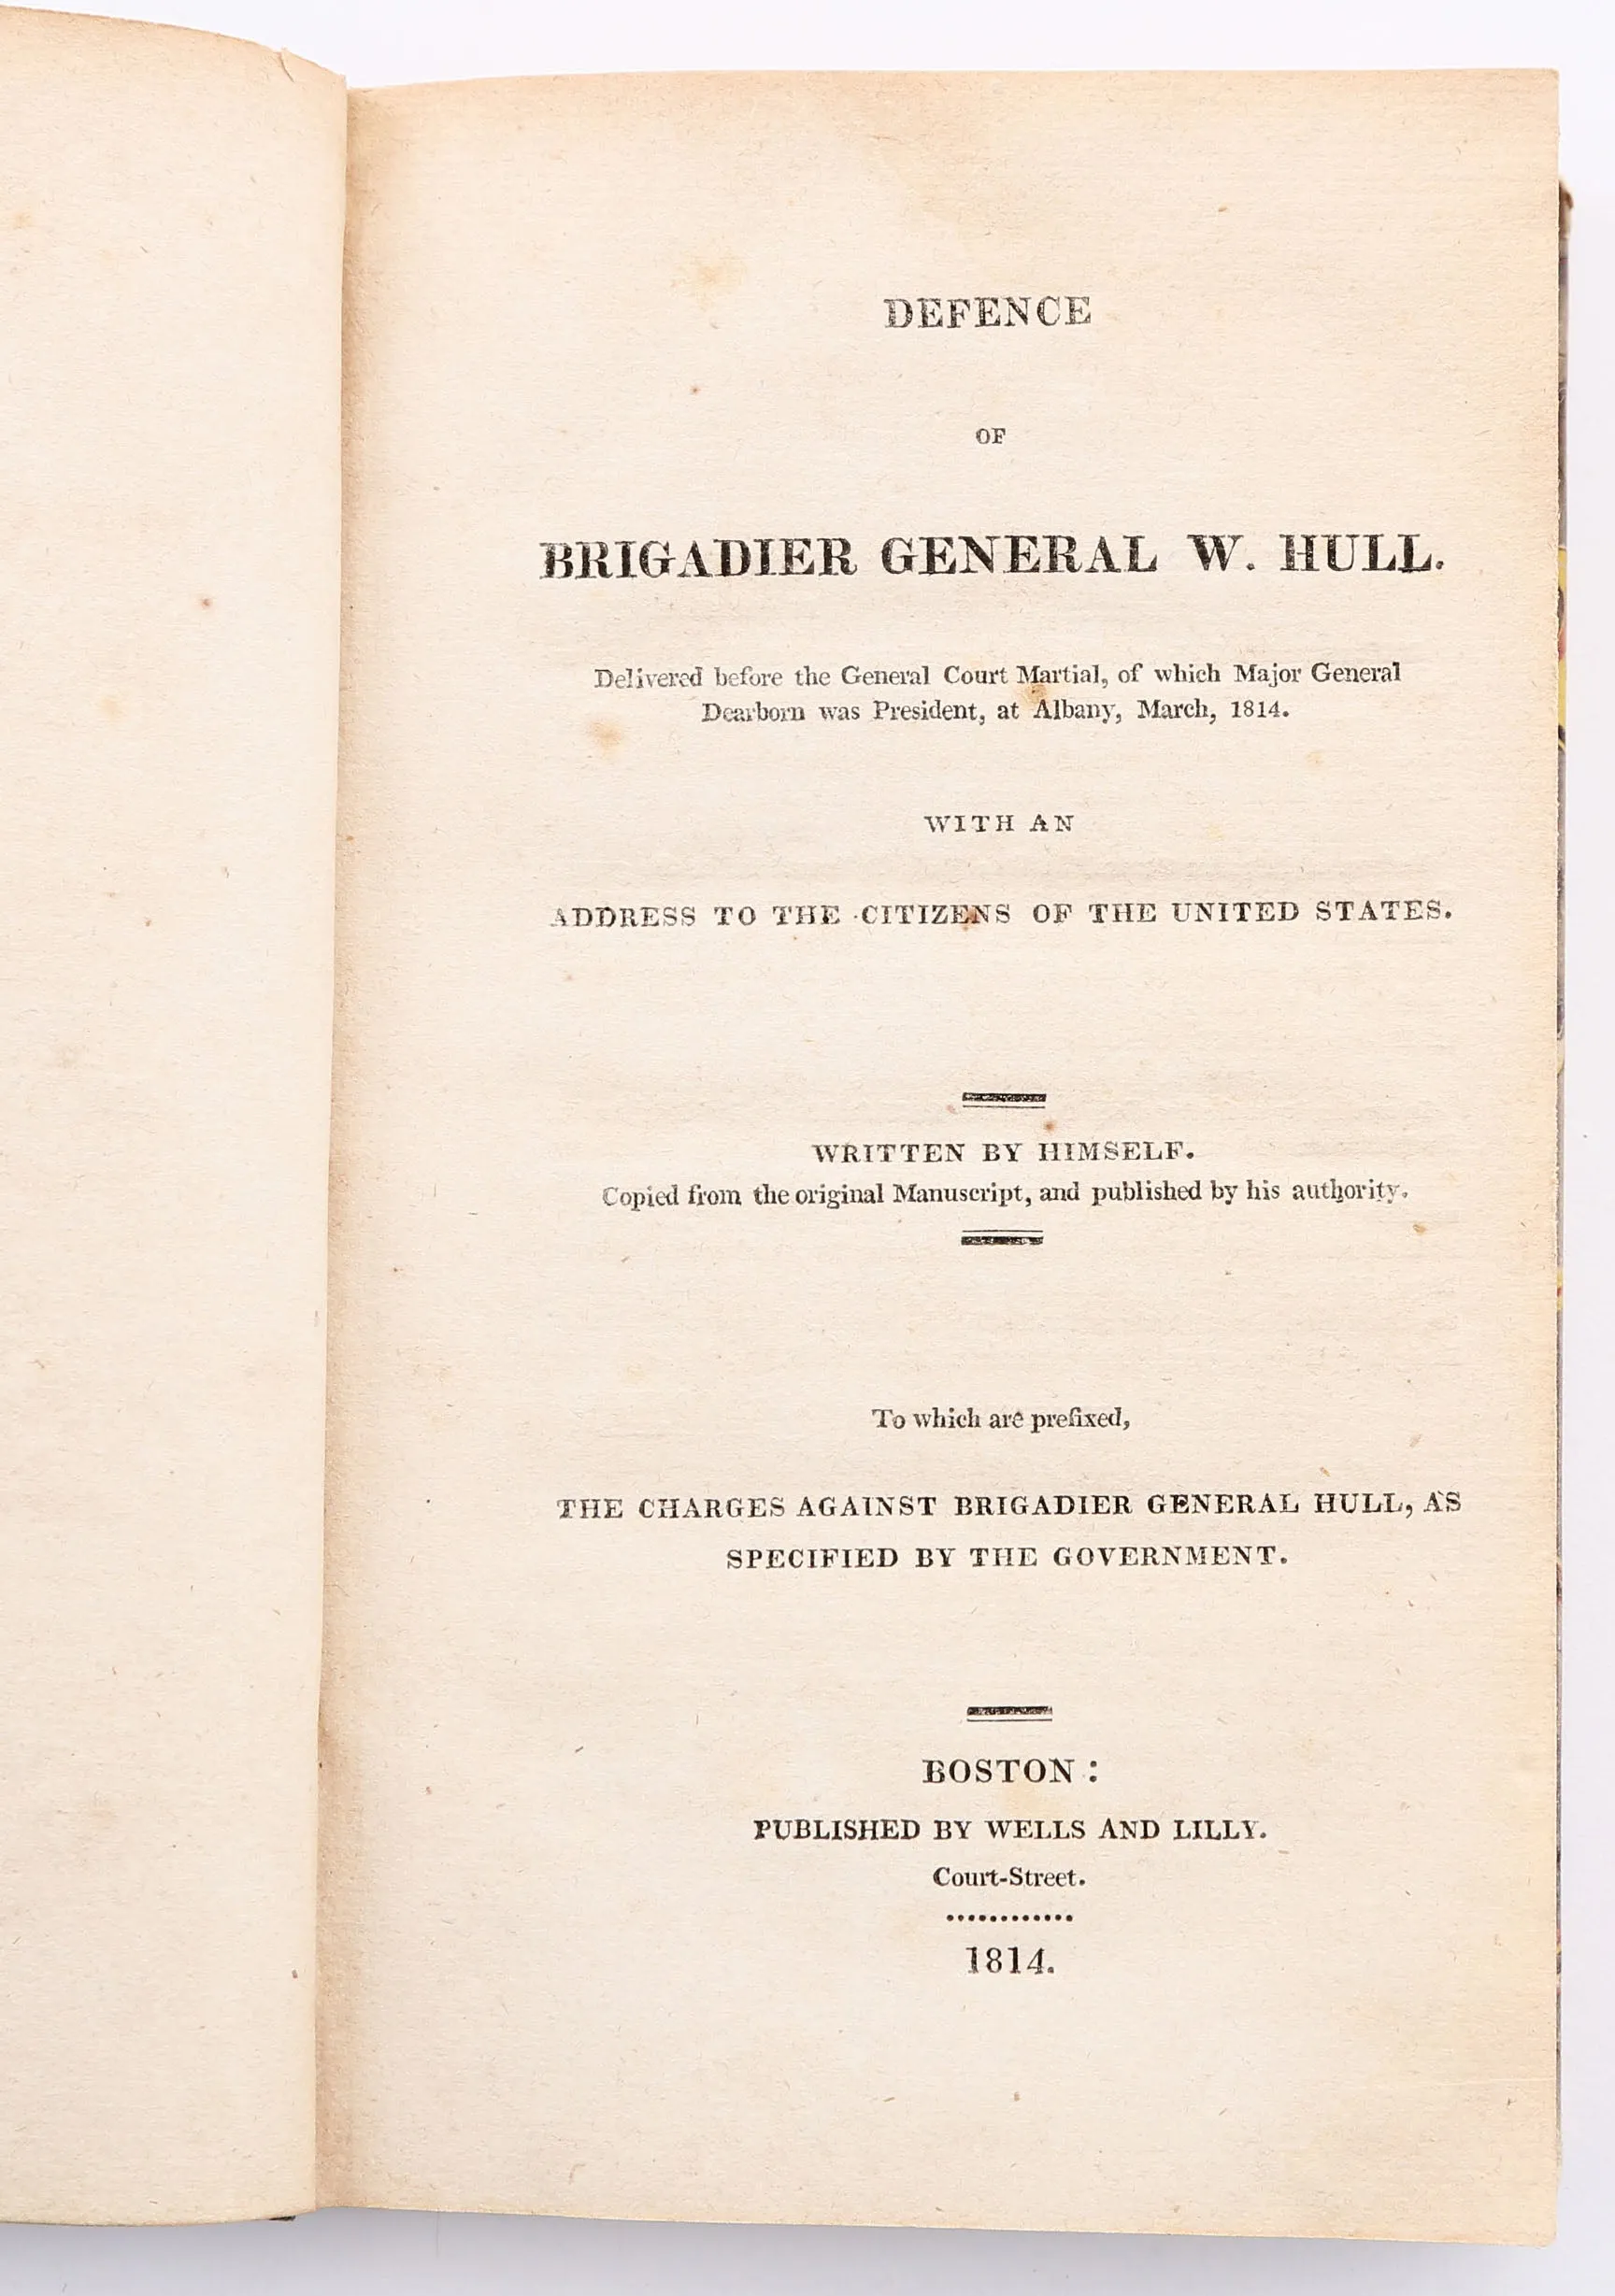 DEFENCE
OF
BRIGADIER GENERAL W. HULL.
Delivered before the General Court Martial, of which Major General
Dearborn was President, at Albany, March, 1814.
WITH AN
ADDRESS TO THE CITIZENS OF THE UNITED STATES.
WRITTEN BY HIMSELF.
Copied from the original Manuscript, and published by his authority.
To which are prefixed,
THE CHARGES AGAINST BRIGADIER GENERAL HULL, AS
SPECIFIED BY THE GOVERNMENT.
BOSTON:
PUBLISHED BY WELLS AND LILLY.
Court-Street.
1814.